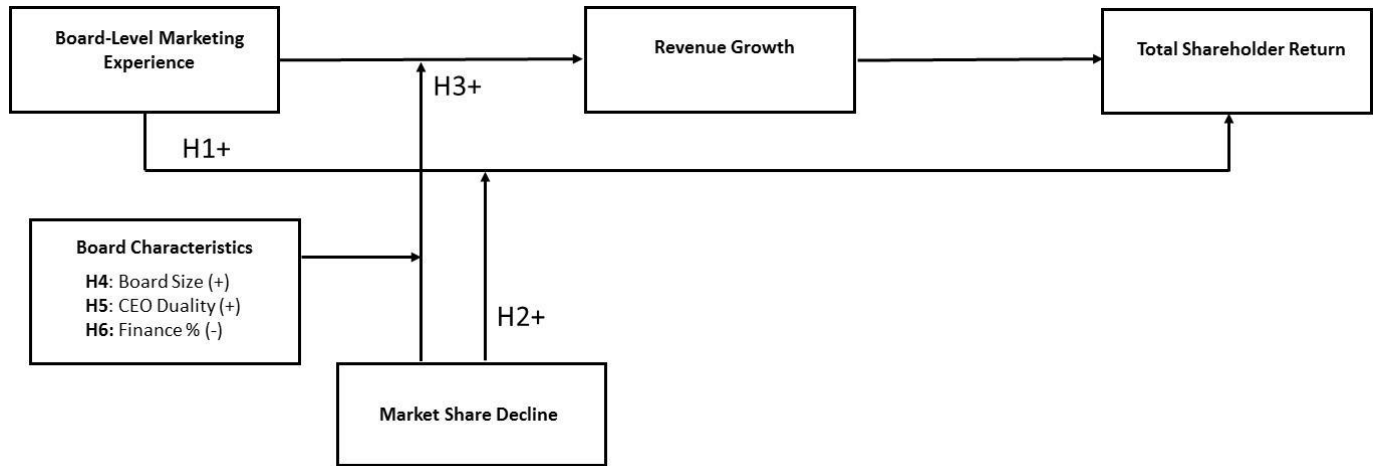 Board-Level Marketing
Experience
Revenue Growth
Total Shareholder Return
H3+
H1+
Board Characteristics
H4: Board Size (+)
H5: CEO Duality (+)
H6: Finance % (-)
H2+
Market Share Decline